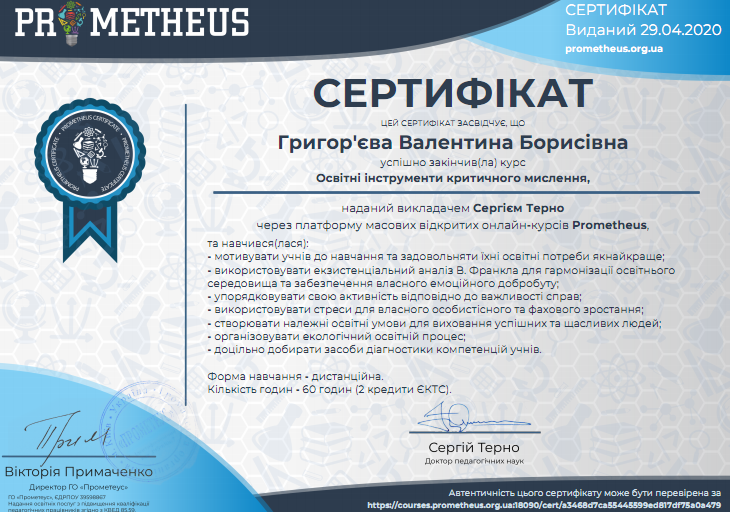 PROMETHEUS
СЕРТИФІКАТ
Виданий 29.04.2020
prometheus.org.ua
СЕРТИФІКАТ
ЦЕЙ СЕРТИФІКАТ ЗАСВІДЧУЄ, ЩО
Григор'єва Валентина Борисівна
успішно закінчив(ла) курс
Освітні інструменти критичного мислення,
наданий викладачем Сергієм Терно
через платформу масових відкритих онлайн-курсів Prometheus,
та навчився(лася):
- мотивувати учнів до навчання та задовольняти їхні освітні потреби якнайкраще;
- використовувати екзистенціальний аналіз В. Франкла для гармонізації освітнього
середовища та забезпечення власного емоційного добробуту;
- упорядковувати свою активність відповідно до важливості справ;
- використовувати стреси для власного особистісного та фахового зростання;
- створювати належні освітні умови для виховання успішних та щасливих людей;
- організовувати екологічний освітній процес;
- доцільно добирати засоби діагностики компетенцій учнів.
Форма навчання - дистанційна.
Кількість годин - 60 годин (2 кредити ЄКТС).
PROMETHEUS CERTIFICATE • PROMETHEUS CERTIFICATE • PROMETHEUS CERTIFICATE •
Вікторія Примаченко
Директор ГО «Прометеус»
ГО «Прометеус», ЄДРПОУ 39598867
Надання освітніх послуг з підвищення кваліфікації
педагогічних працівників згідно з КВЕД 85.59.
Сергій Терно
Доктор педагогічних наук
Автентичність цього сертифікату може бути перевірена за
https://courses.prometheus.org.ua:18090/cert/a3468d7ca55445599ed817df75a0a479